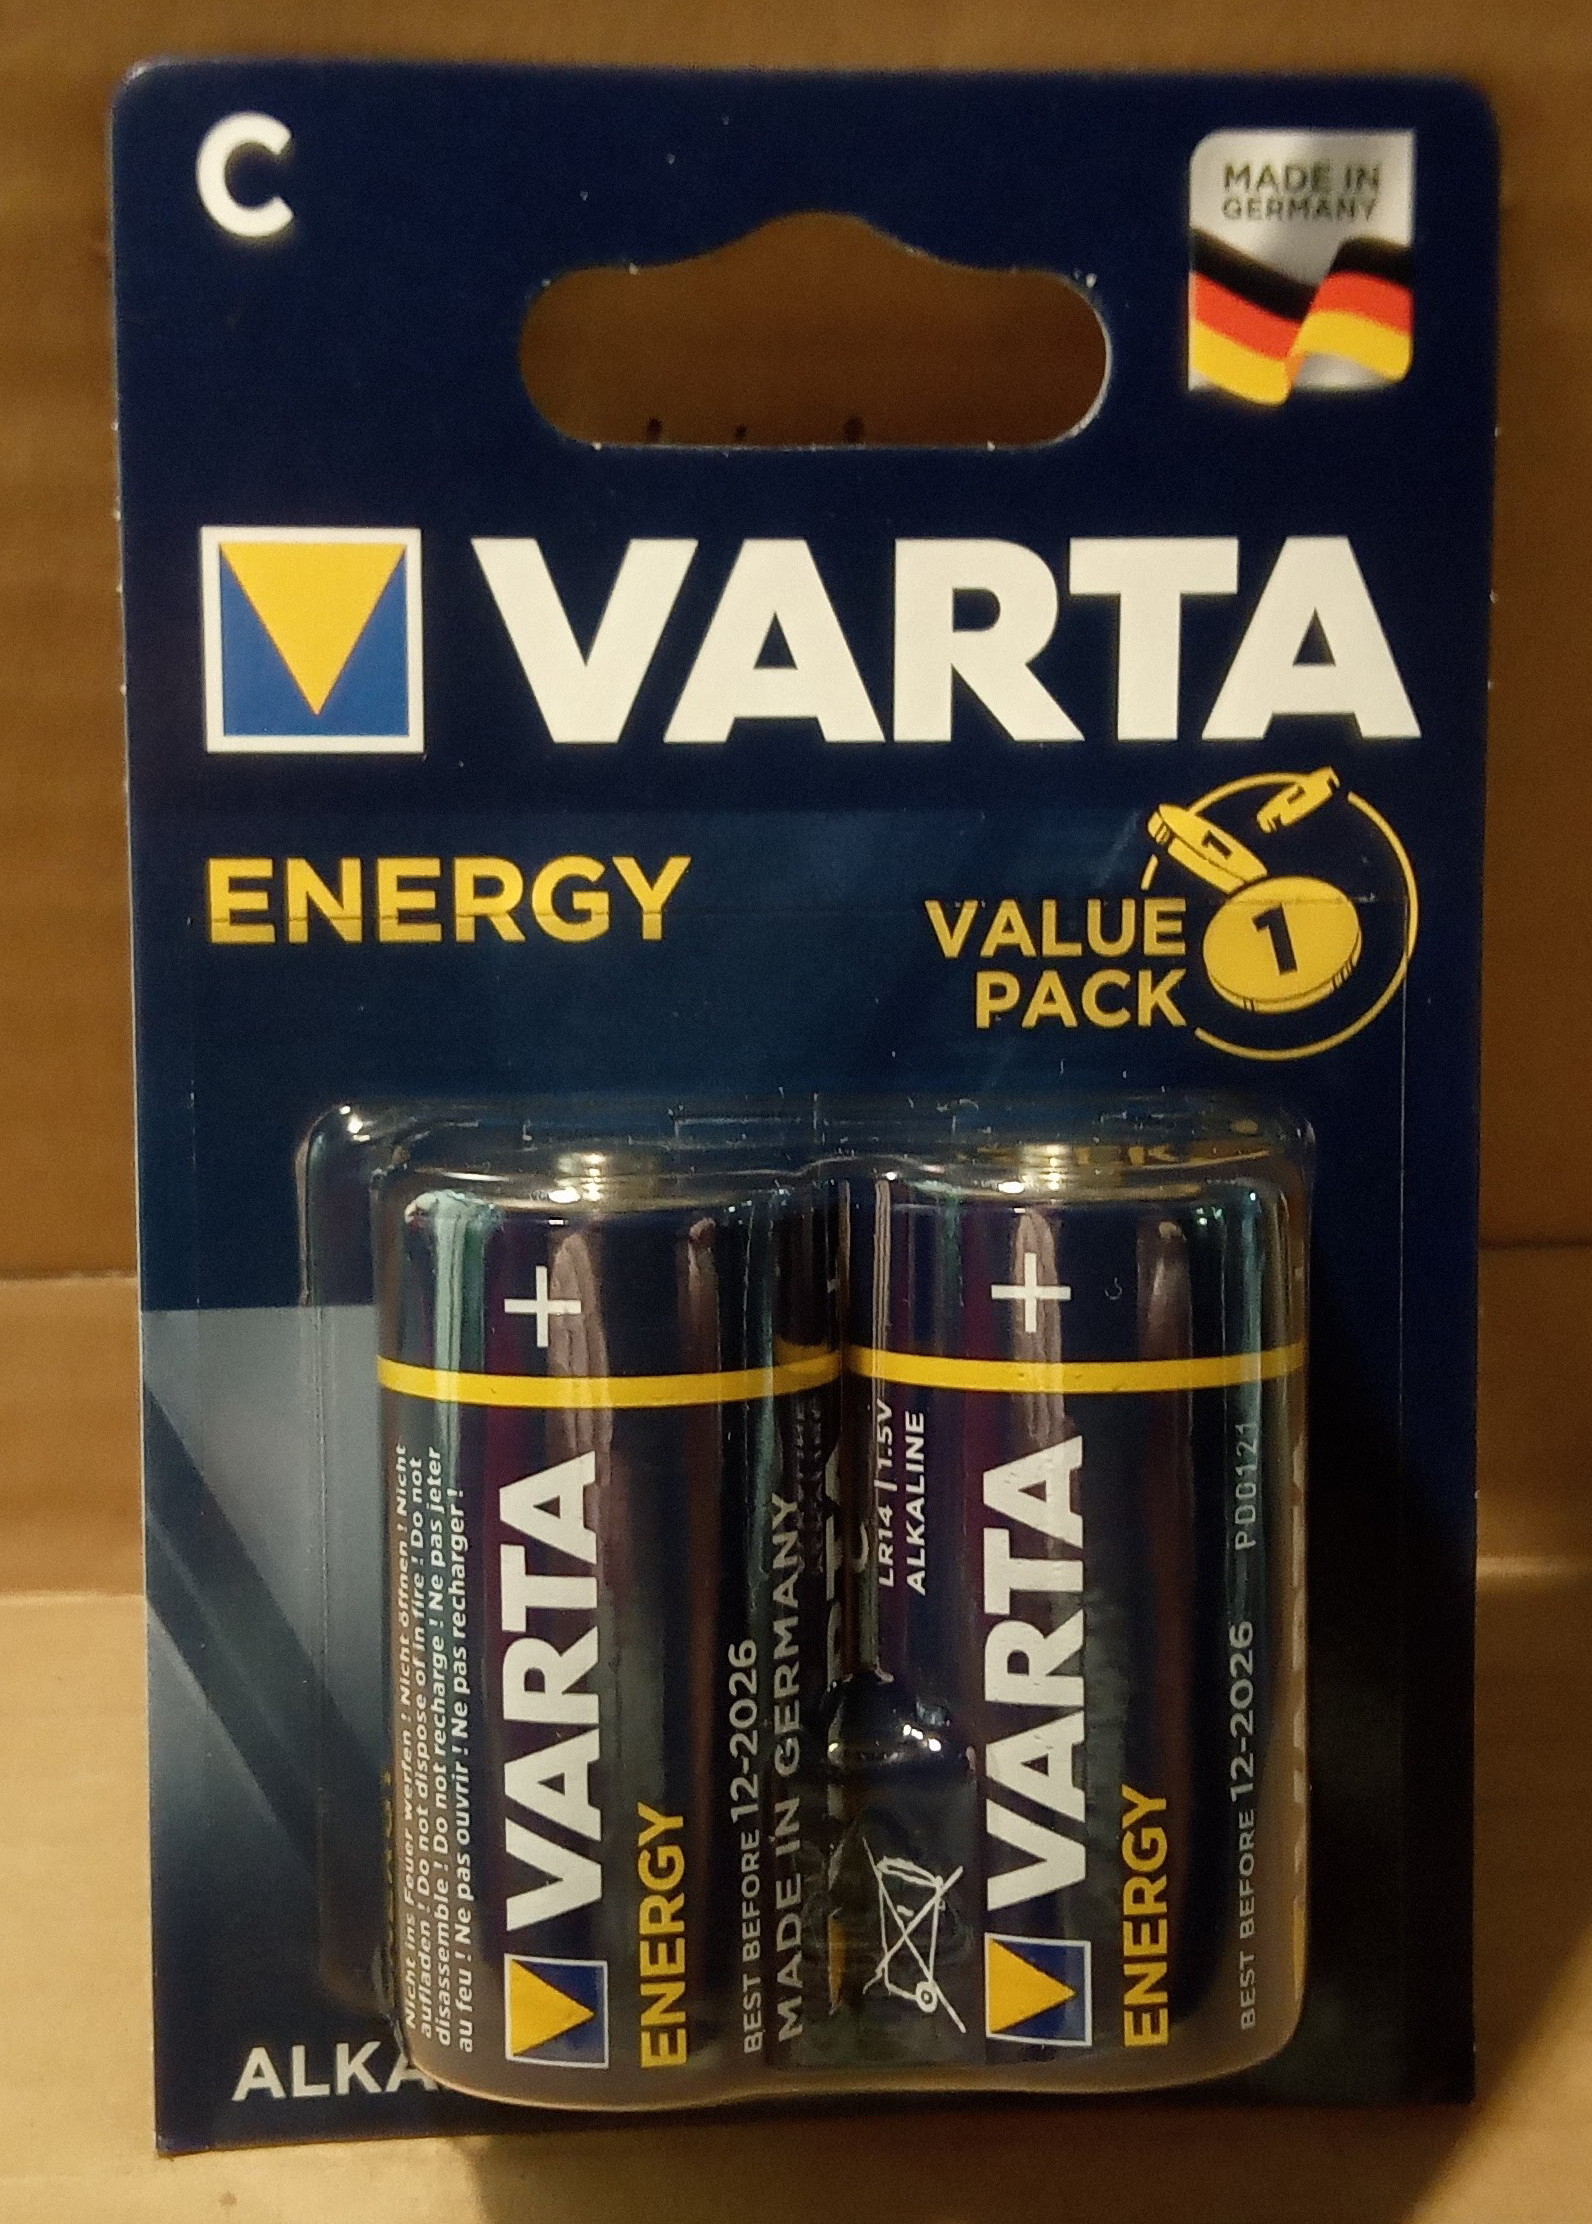 C
MADE IN
GERMANY
VARTA
ENERGY
VALUE
PACK
1
1
1
+
Nicht ins Feuer werfen ! Nicht öffnen ! Nicht
aufladen ! Do not dispose of in fire ! Do not
disassemble ! Do not recharge ! Ne pas jeter
au feu ! Ne pas ouvrir ! Ne pas recharger !
VARTA
ENERGY
BEST BEFORE 12-2026
MADE IN GERMANY
+
C
LR14 | 1.5V
ALKALINE
VARTA
ENERGY
BEST BEFORE 12-2026 PD0121
ALKA